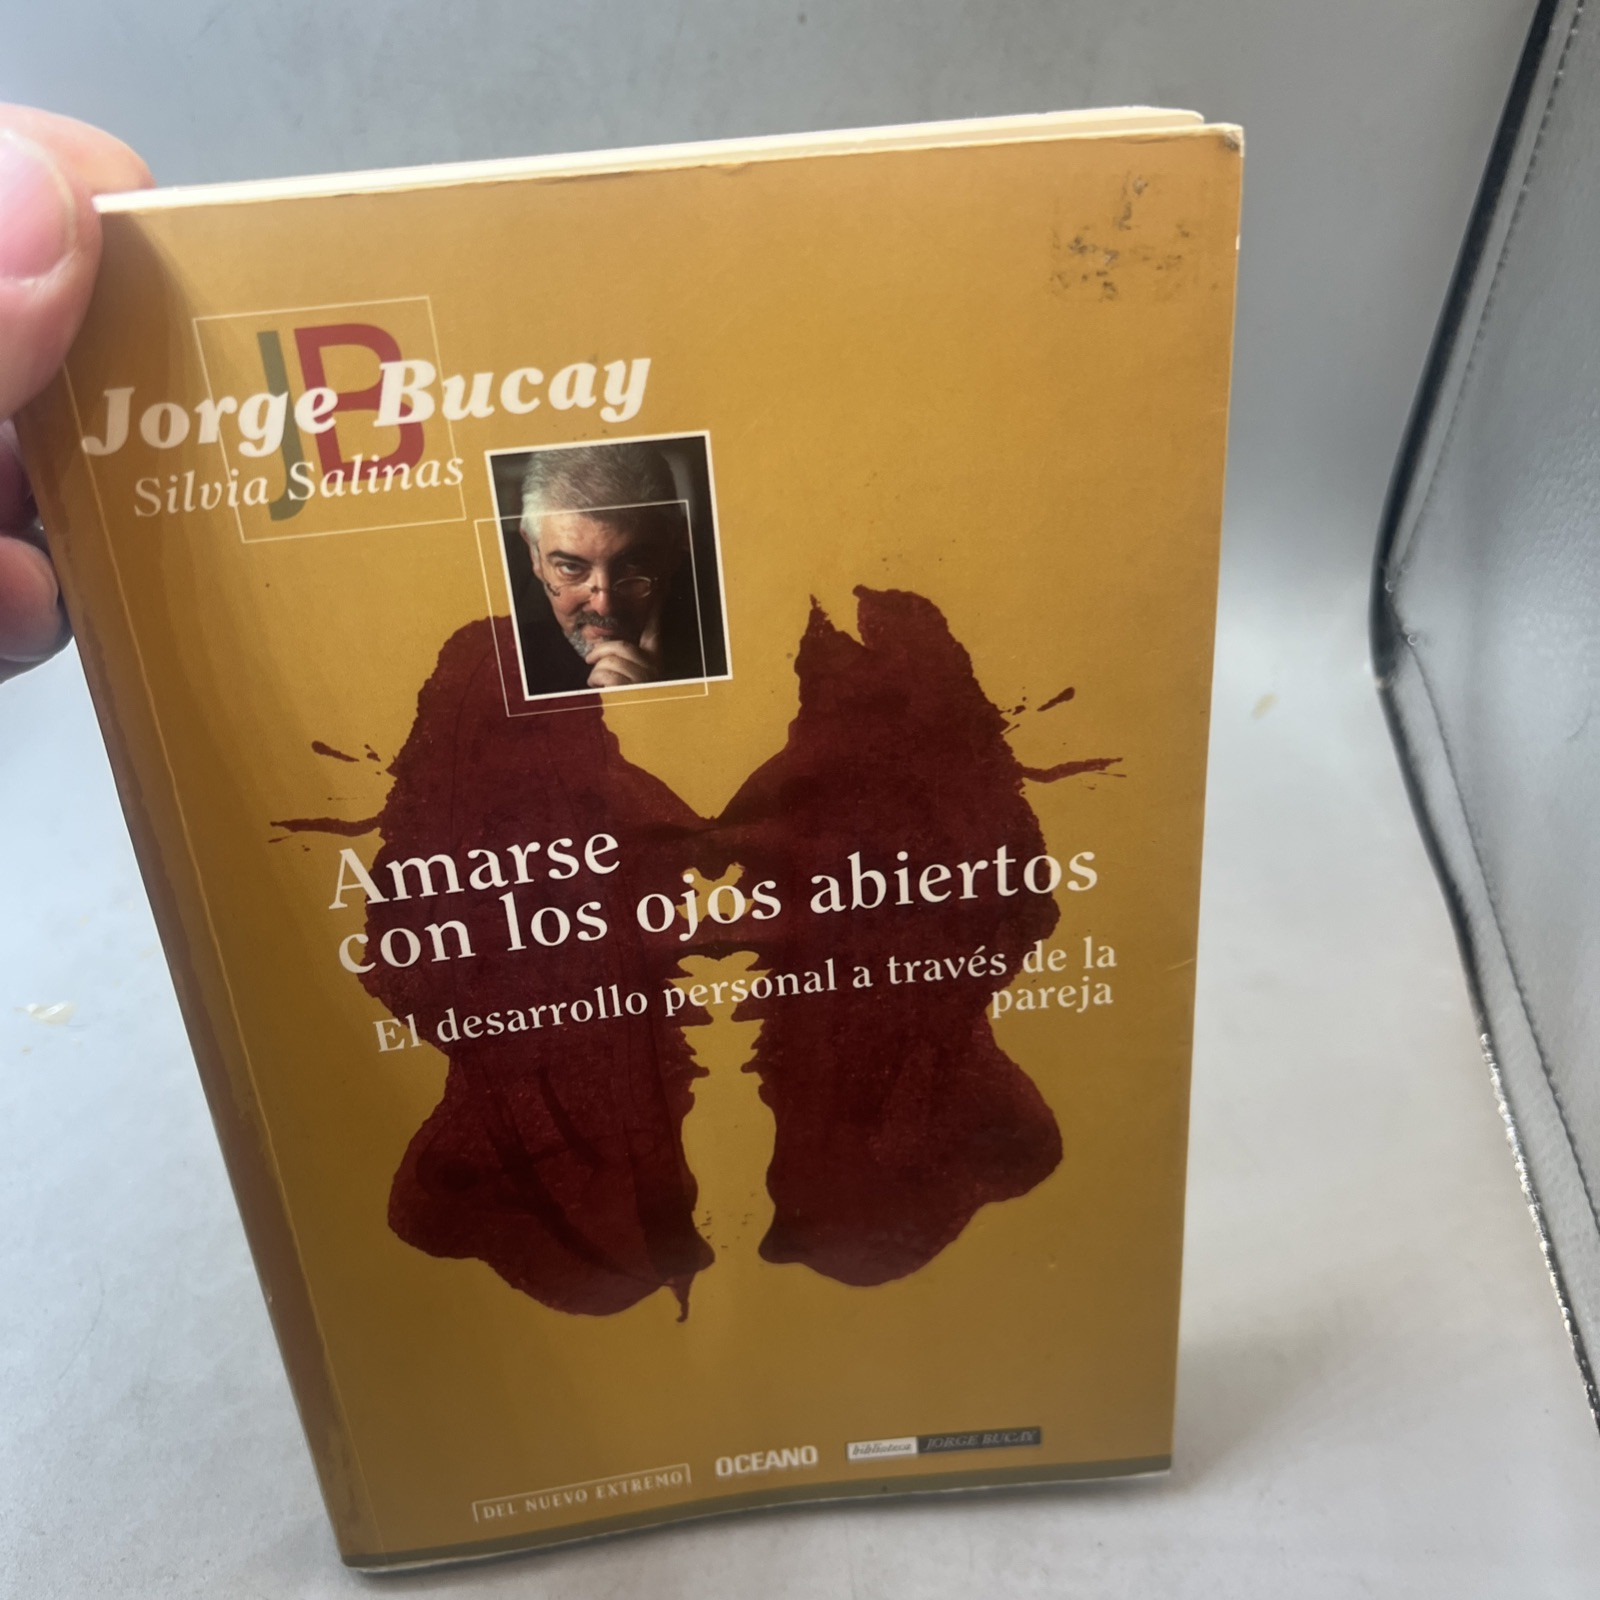 JB
Jorge Bucay
Silvia Salinas
Amarse
con los ojos abiertos
El desarrollo personal a través de la
pareja
DEL NUEVO EXTREMO
OCEANO
biblioteca JORGE BUCAY